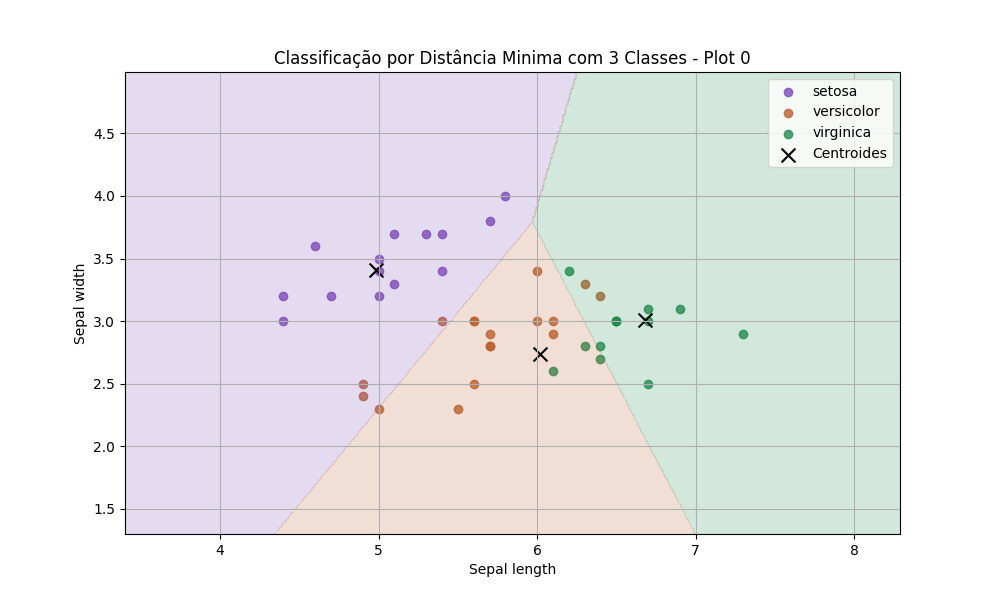 Classificação por Distância Minima com 3 Classes - Plot 0
setosa
versicolor
virginica
Centroides
Sepal width
4.5
4.0
3.5
3.0
2.5
2.0
1.5
4 5 6 7 8
Sepal length